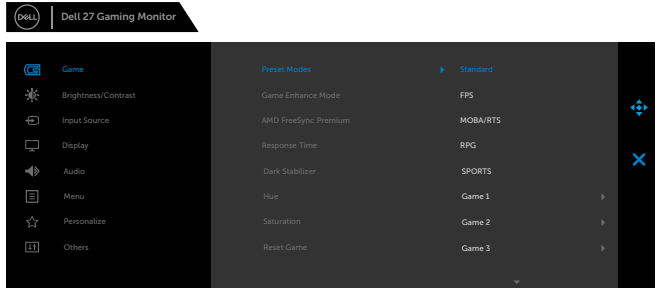 DELL
Dell 27 Gaming Monitor
Game Preset Modes Standard
Brightness/Contrast Game Enhance Mode FPS
Input Source AMD FreeSync Premium MOBA/RTS
Display Response Time RPG
Audio Dark Stabilizer SPORTS
Menu Hue Game 1
Personalize Saturation Game 2
Others Reset Game Game 3